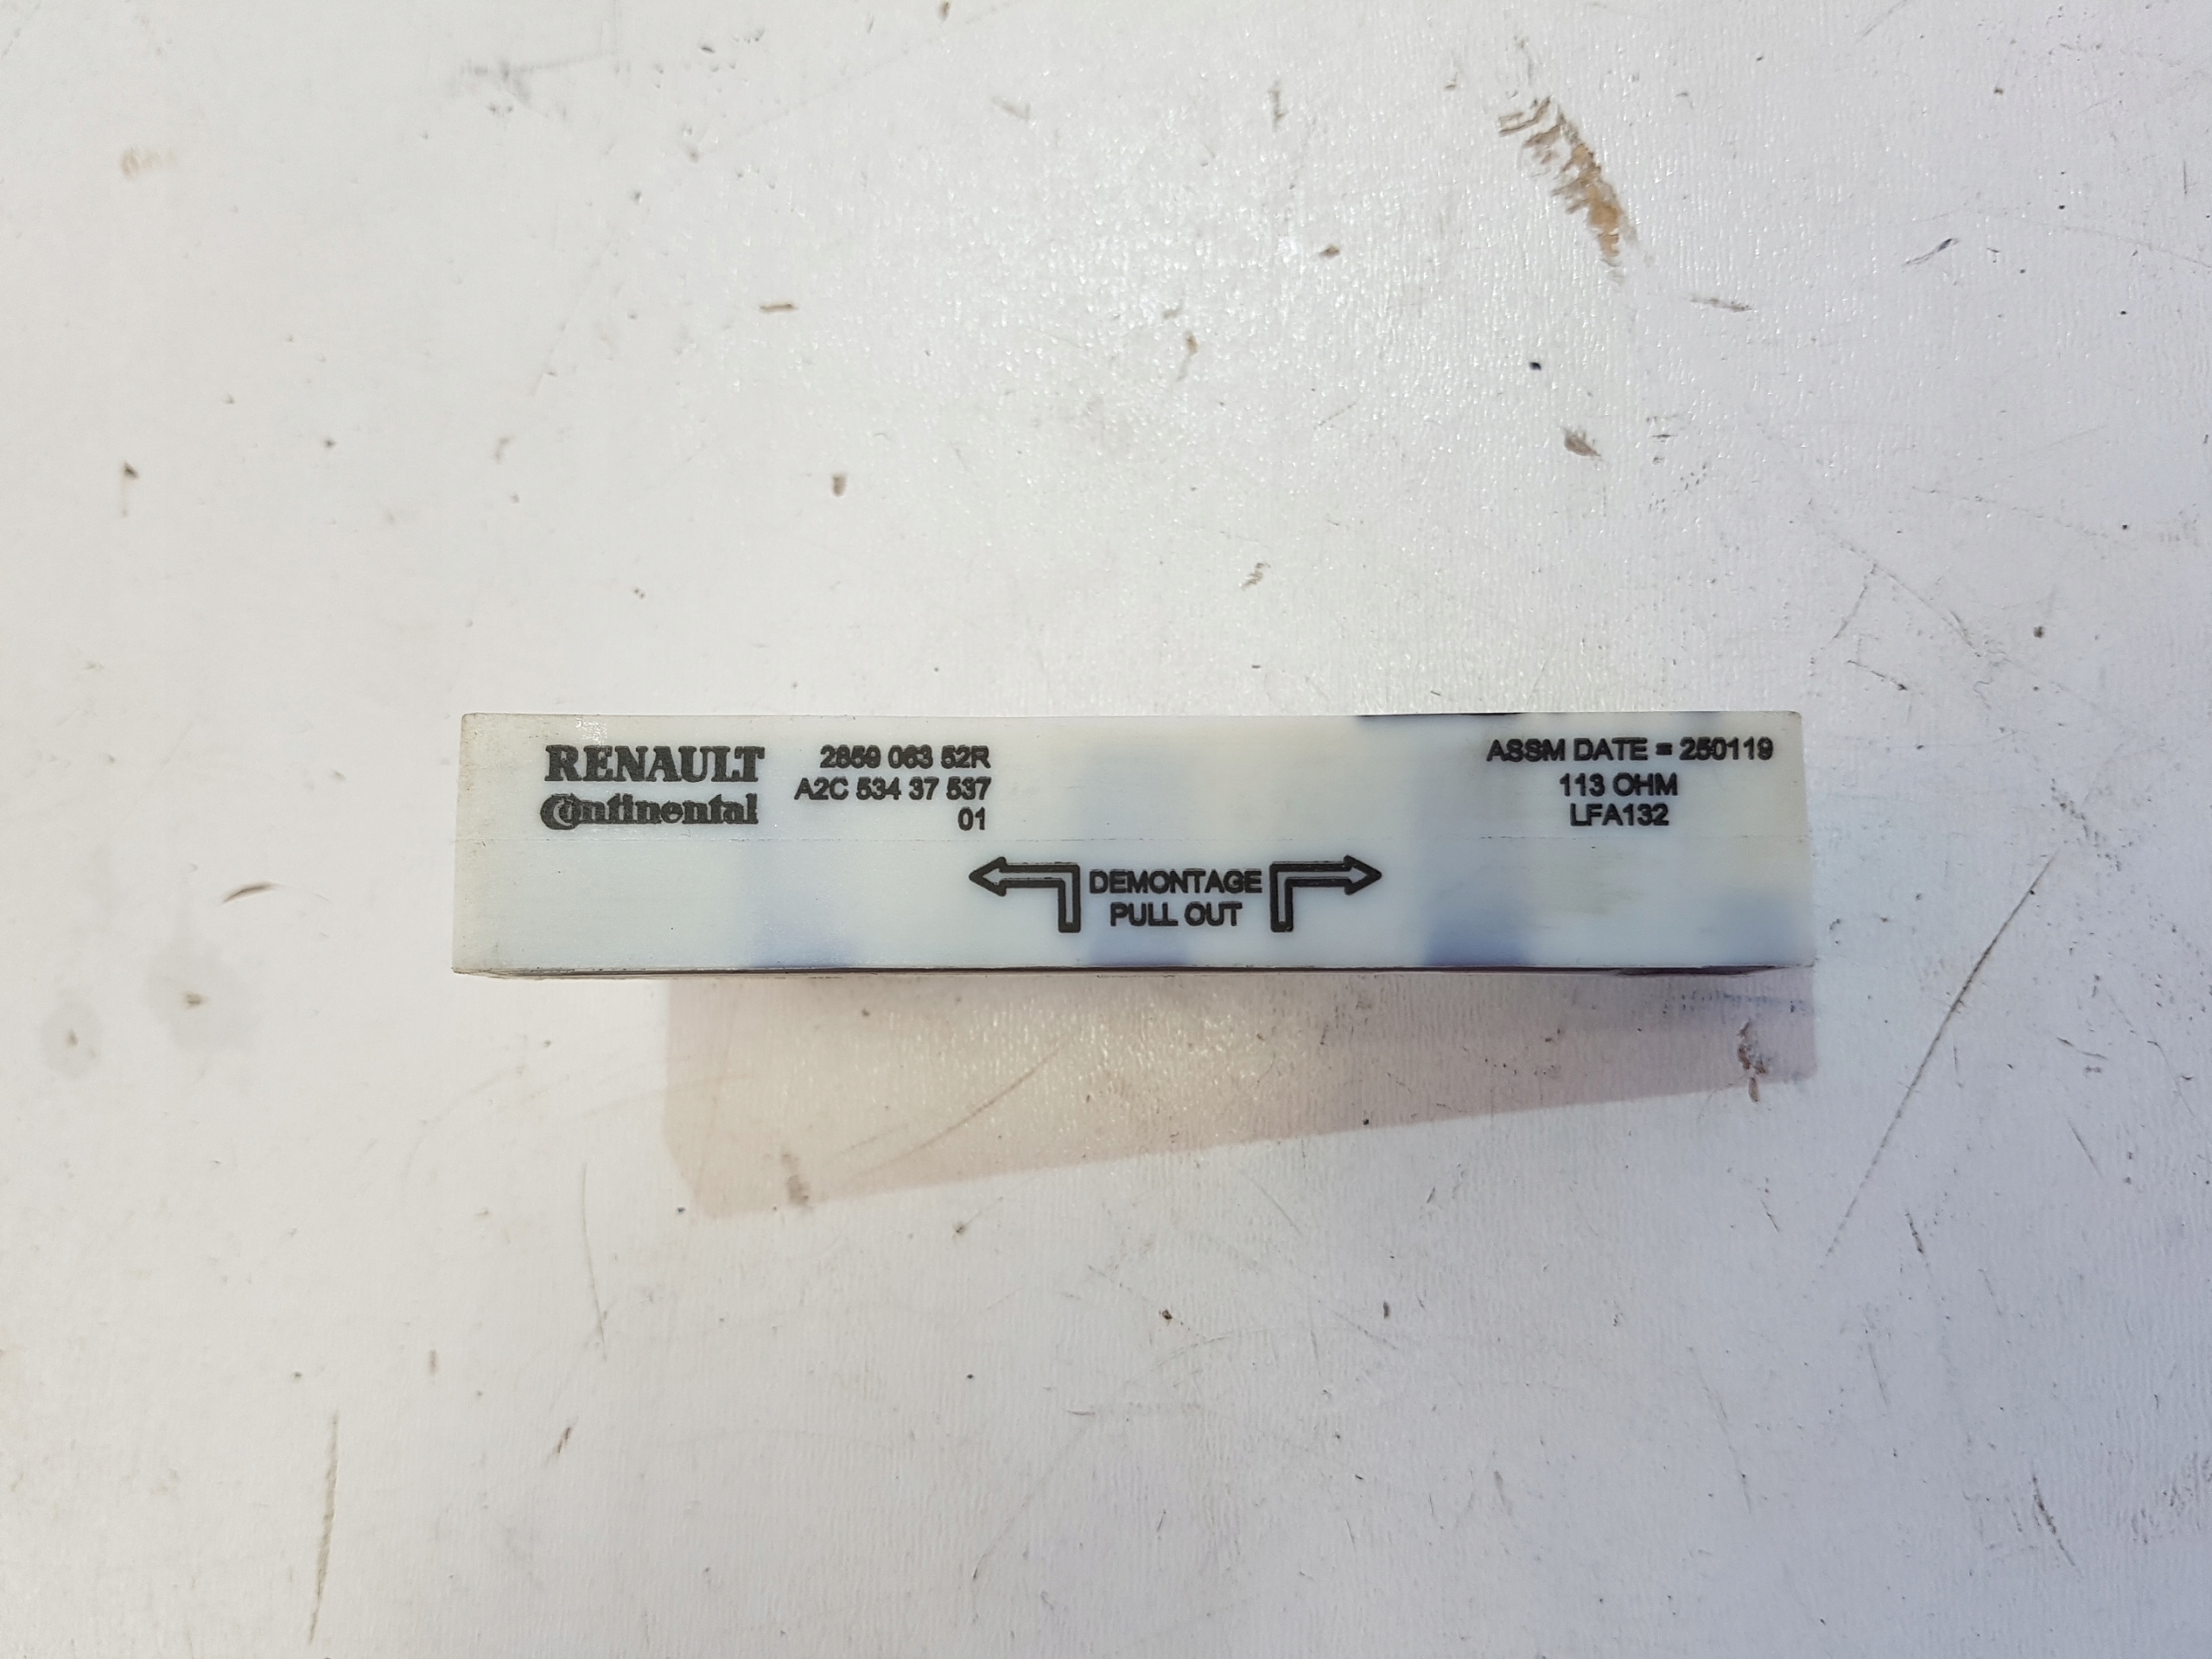 RENAULT
Continental
2859 063 52R
A2C 534 37 537
01
ASSM DATE = 250119
113 OHM
LFA132
DEMONTAGE
PULL OUT